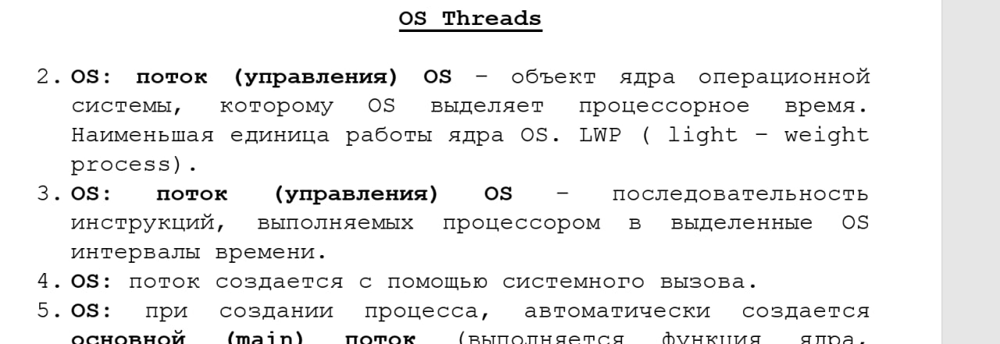 OS Threads
2. OS: поток (управления) OS – объект ядра операционной
системы, которому OS выделяет процессорное время.
Наименьшая единица работы ядра OS. LWP ( light – weight
process).
3. OS: поток (управления) OS – последовательность
инструкций, выполняемых процессором в выделенные OS
интервалы времени.
4. OS: поток создается с помощью системного вызова.
5. OS: при создании процесса, автоматически создается
основной (main) поток (выполняется функция ядра,